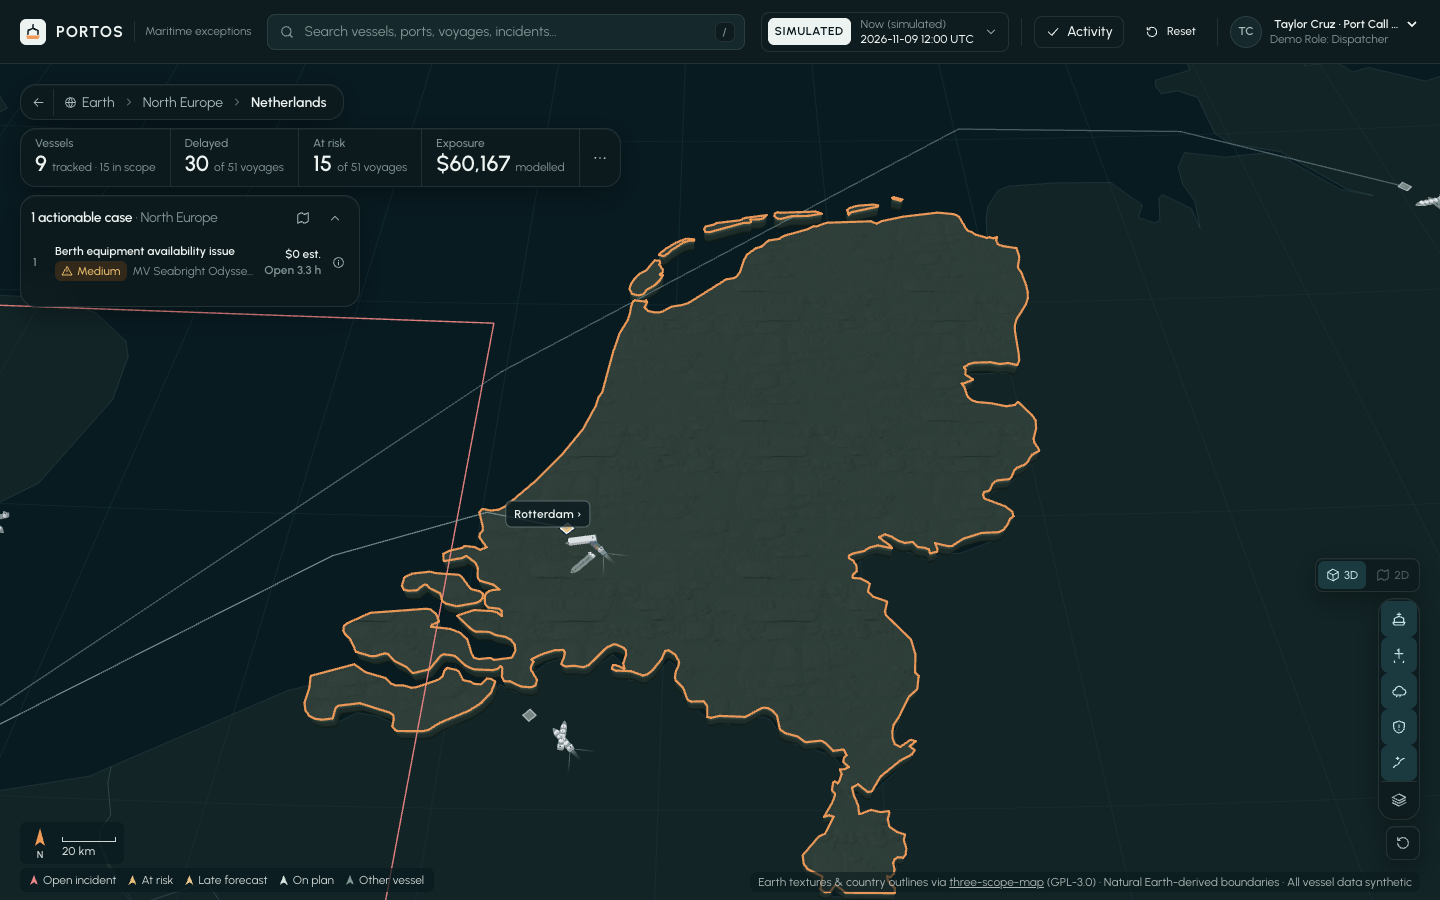 PORTOS
Maritime exceptions
Search vessels, ports, voyages, incidents...
/
SIMULATED
Now (simulated)
2026-11-09 12:00 UTC
Activity
Reset
TC
Taylor Cruz · Port Call ...
Demo Role: Dispatcher
Earth
North Europe
Netherlands
Vessels
9 tracked · 15 in scope
Delayed
30 of 51 voyages
At risk
15 of 51 voyages
Exposure
$60,167 modelled
1 actionable case · North Europe
1
Berth equipment availability issue
$0 est.
Medium
MV Seabright Odysse...
Open 3.3 h
Rotterdam ›
3D
2D
N
20 km
Open incident
At risk
Late forecast
On plan
Other vessel
Earth textures & country outlines via three-scope-map (GPL-3.0) · Natural Earth-derived boundaries · All vessel data synthetic